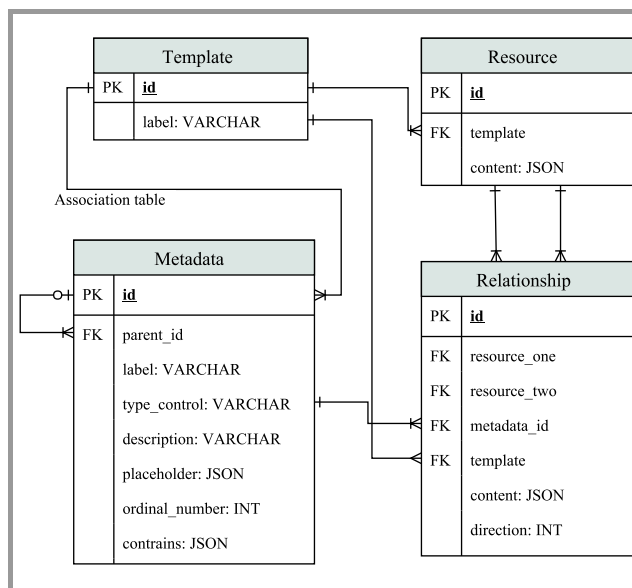 Template
PK id
label: VARCHAR
Resource
PK id
FK template
content: JSON
Association table
Metadata
PK id
FK parent_id
label: VARCHAR
type_control: VARCHAR
description: VARCHAR
placeholder: JSON
ordinal_number: INT
contrains: JSON
Relationship
PK id
FK resource_one
FK resource_two
FK metadata_id
FK template
content: JSON
direction: INT